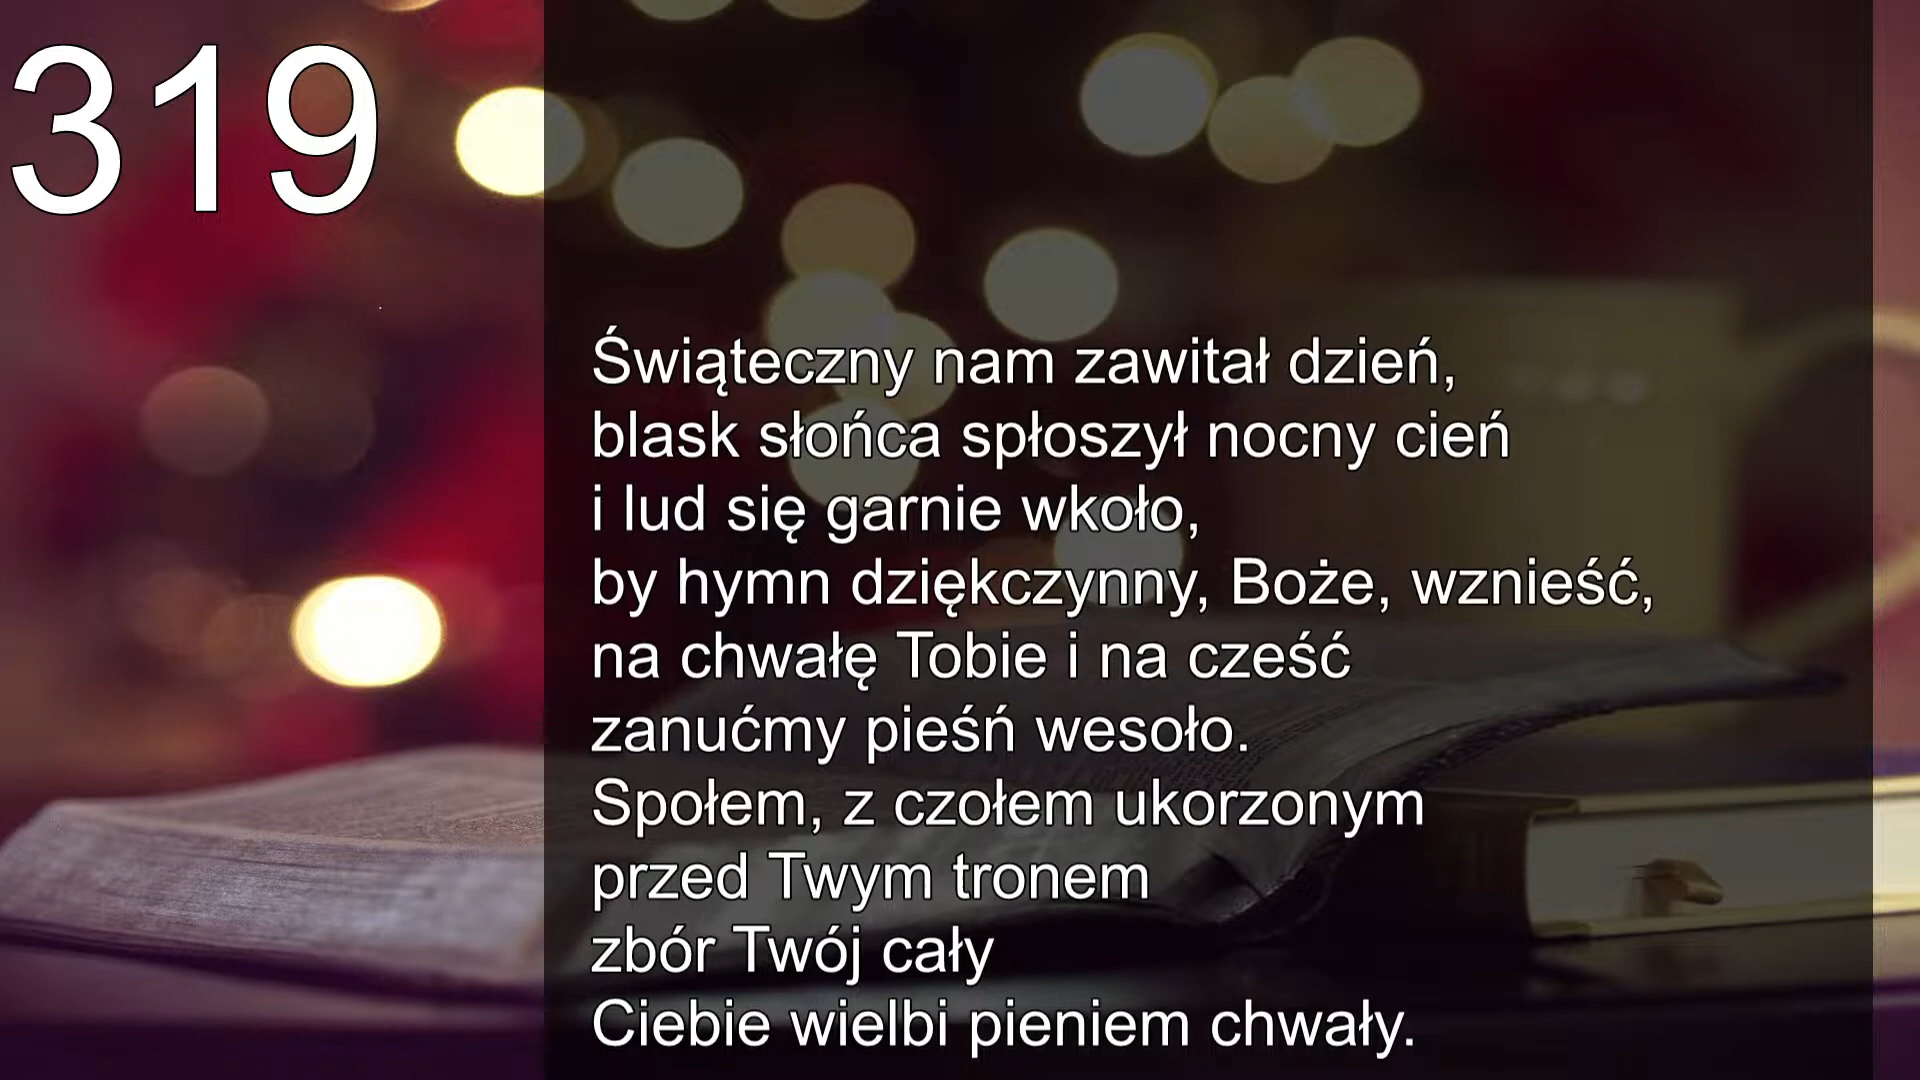 319
Świąteczny nam zawitał dzień,
blask słońca spłoszył nocny cień
i lud się garnie wkoło,
by hymn dziękczynny, Boże, wznieść,
na chwałę Tobie i na cześć
zanućmy pieśń wesoło.
Społem, z czołem ukorzonym
przed Twym tronem
zbór Twój cały
Ciebie wielbi pieniem chwały.